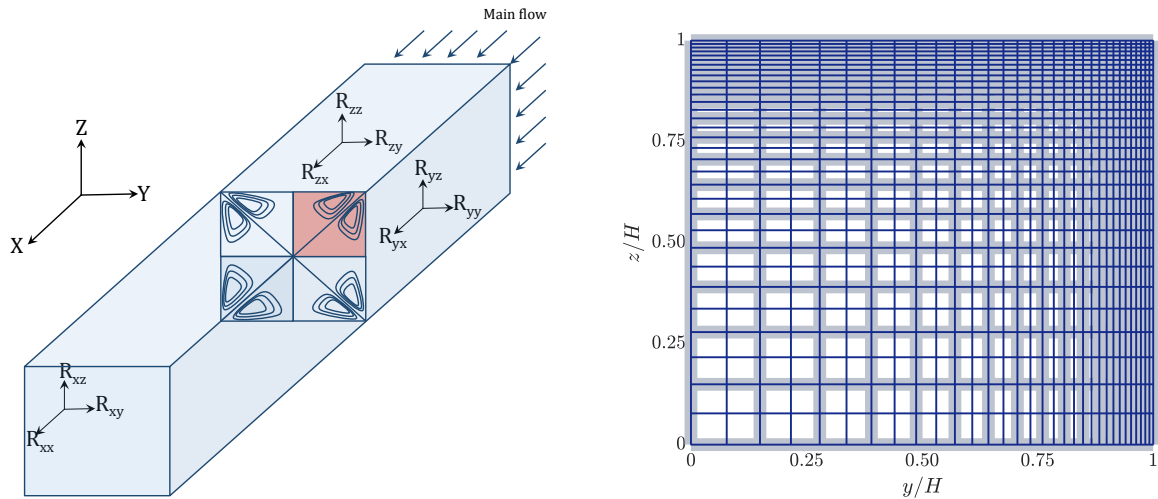 Main flow
Z
Y
X
R_zz
R_zy
R_zx
R_yz
R_yy
R_yx
R_xz
R_xy
R_xx
1
0.75
0.50
0.25
0
z/H
0 0.25 0.50 0.75 1
y/H